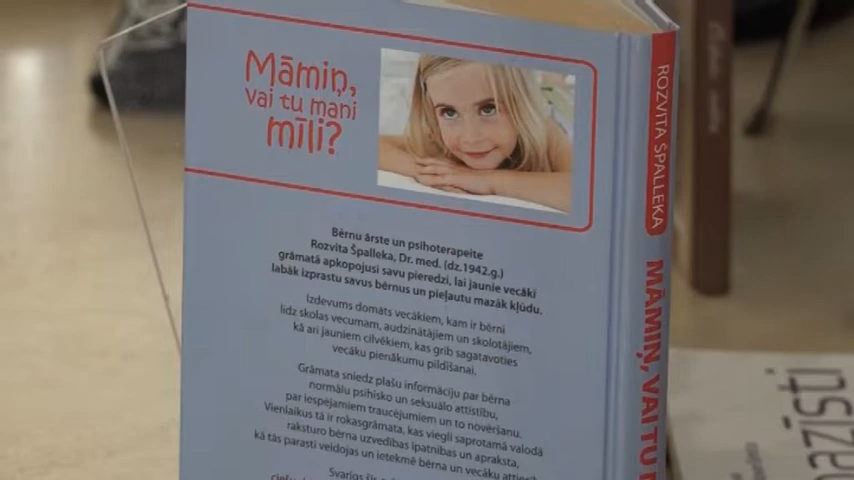 Māmiņ,
vai tu mani
mīli?
Bērnu ārste un psihoterapeite
Rozvita Špalleka, Dr. med. (dz.1942.g.)
grāmatā apkopojusi savu pieredzi, lai jaunie vecāki
labāk izprastu savus bērnus un pieļautu mazāk kļūdu.
Izdevums domāts vecākiem, kam ir bērni
līdz skolas vecumam, audzinātājiem un skolotājiem,
kā arī jauniem cilvēkiem, kas grib sagatavoties
vecāku pienākumu pildīšanai.
Grāmata sniedz plašu informāciju par bērna
normālu psihisko un seksuālo attīstību,
par iespējamiem traucējumiem un to novēršanu.
Vienlaikus tā ir rokasgrāmata, kas viegli saprotamā valodā
raksturo bērna uzvedības īpatnības un apraksta,
kā tās parasti veidojas un ietekmē bērna un vecāku
Svarīgs
ROZVITA ŠPALLEKA
MĀMIŅ, VAI TU